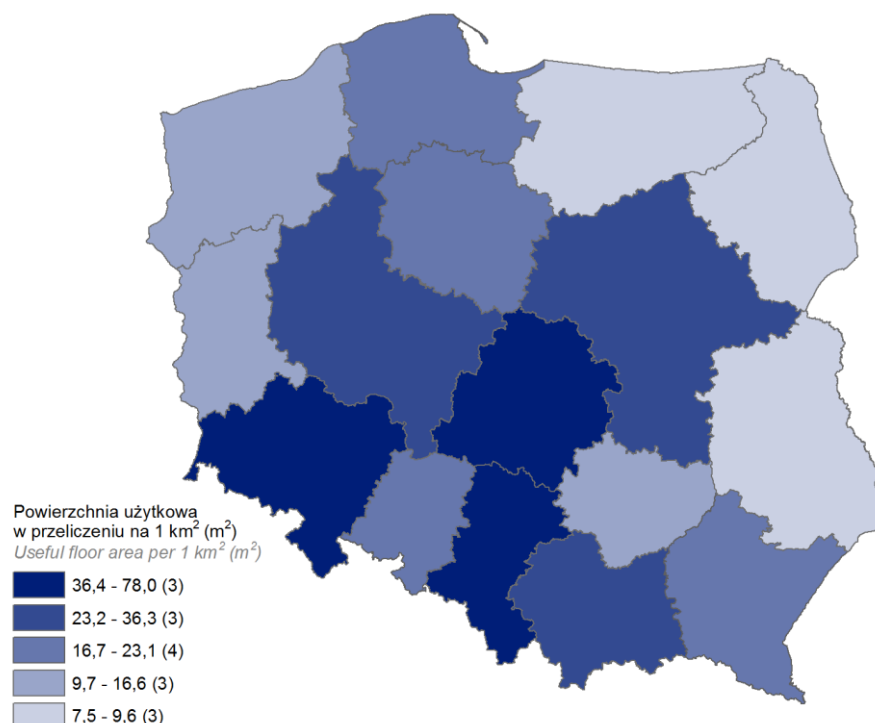 Powierzchnia użytkowa
w przeliczeniu na 1 km² (m²)
Useful floor area per 1 km² (m²)
36,4 - 78,0 (3)
23,2 - 36,3 (3)
16,7 - 23,1 (4)
9,7 - 16,6 (3)
7,5 - 9,6 (3)